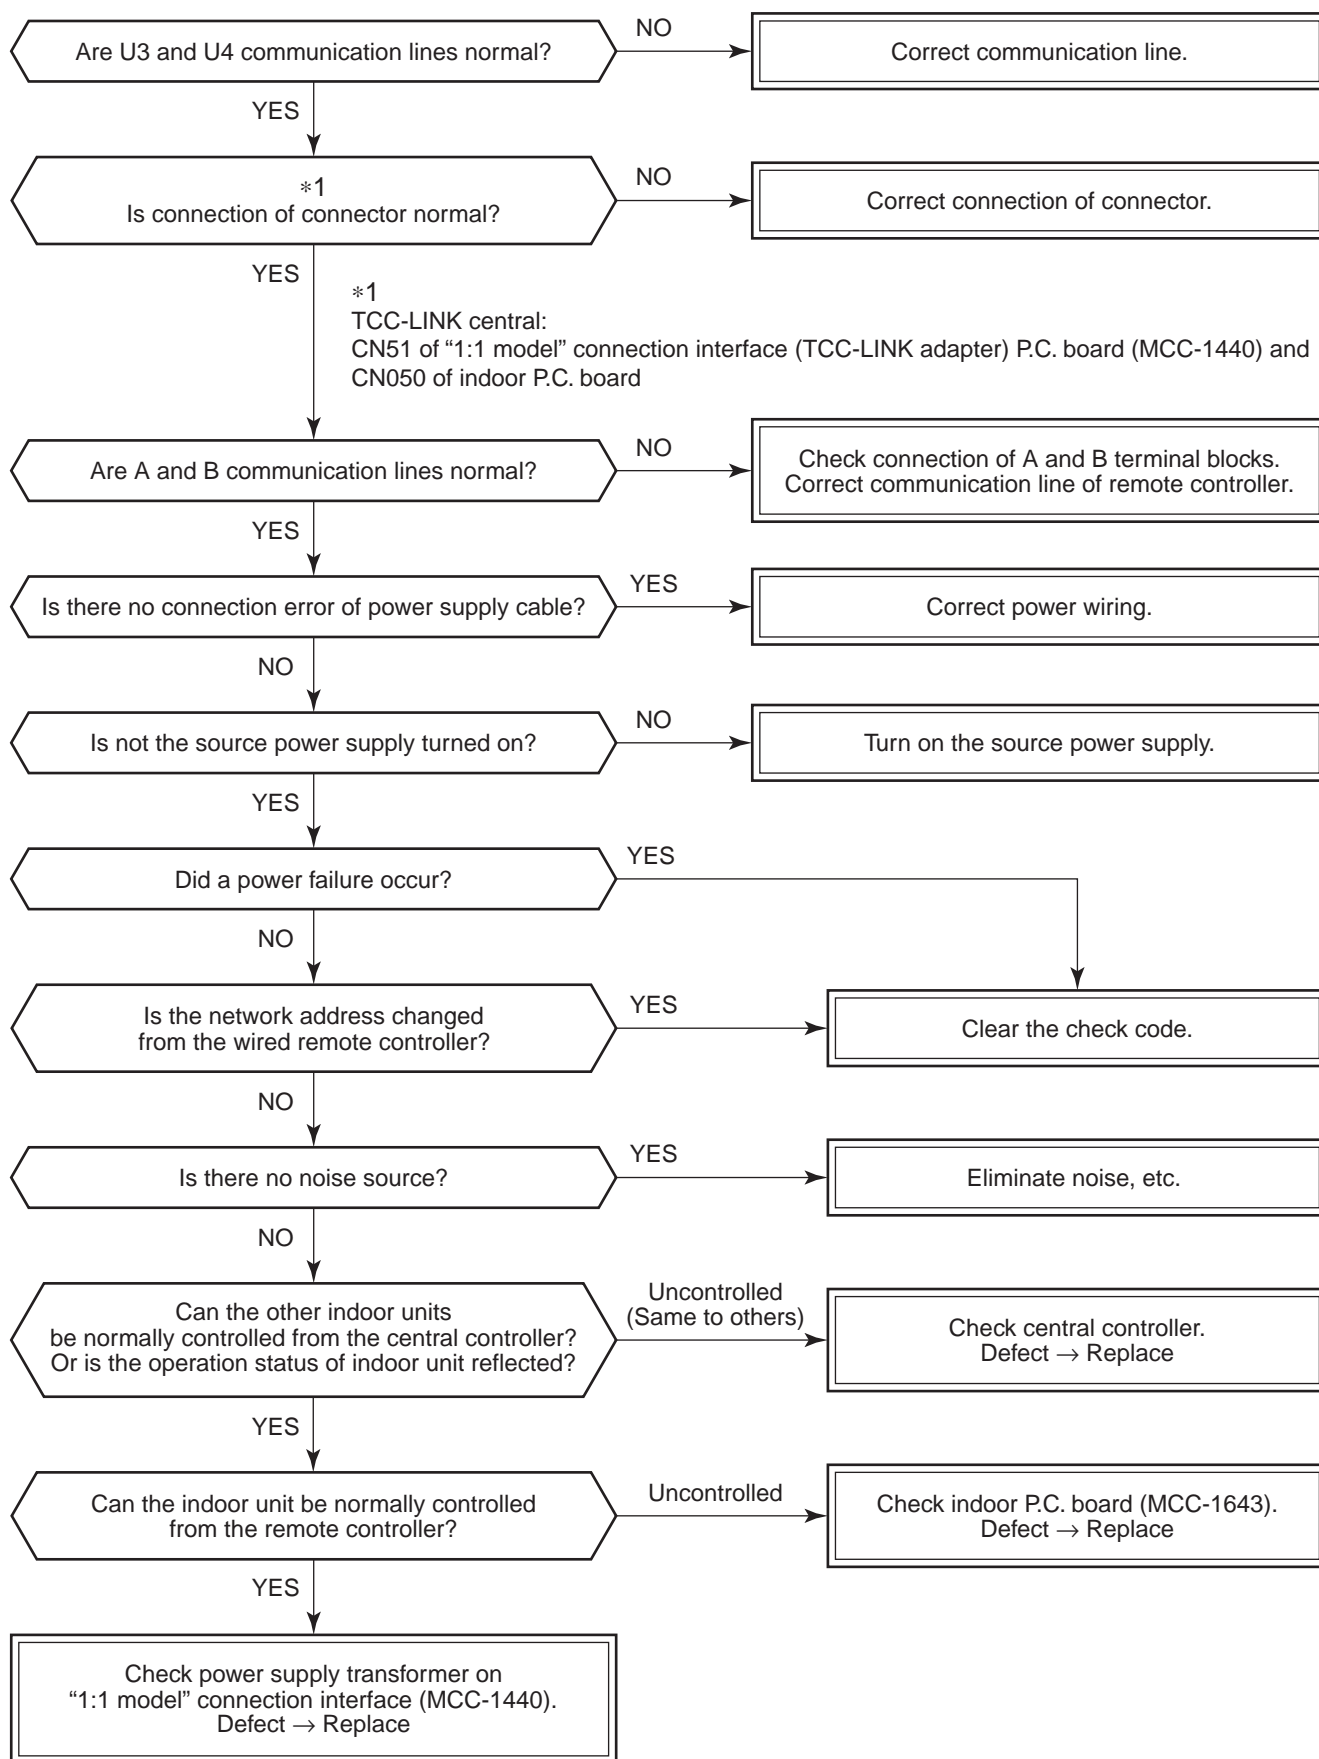 Are U3 and U4 communication lines normal?
NO
Correct communication line.
YES
*1
Is connection of connector normal?
NO
Correct connection of connector.
YES
*1
TCC-LINK central:
CN51 of “1:1 model” connection interface (TCC-LINK adapter) P.C. board (MCC-1440) and
CN050 of indoor P.C. board
Are A and B communication lines normal?
NO
Check connection of A and B terminal blocks.
Correct communication line of remote controller.
YES
Is there no connection error of power supply cable?
YES
Correct power wiring.
NO
Is not the source power supply turned on?
NO
Turn on the source power supply.
YES
Did a power failure occur?
YES
NO
Is the network address changed
from the wired remote controller?
YES
Clear the check code.
NO
Is there no noise source?
YES
Eliminate noise, etc.
NO
Can the other indoor units
be normally controlled from the central controller?
Or is the operation status of indoor unit reflected?
Uncontrolled
(Same to others)
Check central controller.
Defect → Replace
YES
Can the indoor unit be normally controlled
from the remote controller?
Uncontrolled
Check indoor P.C. board (MCC-1643).
Defect → Replace
YES
Check power supply transformer on
“1:1 model” connection interface (MCC-1440).
Defect → Replace